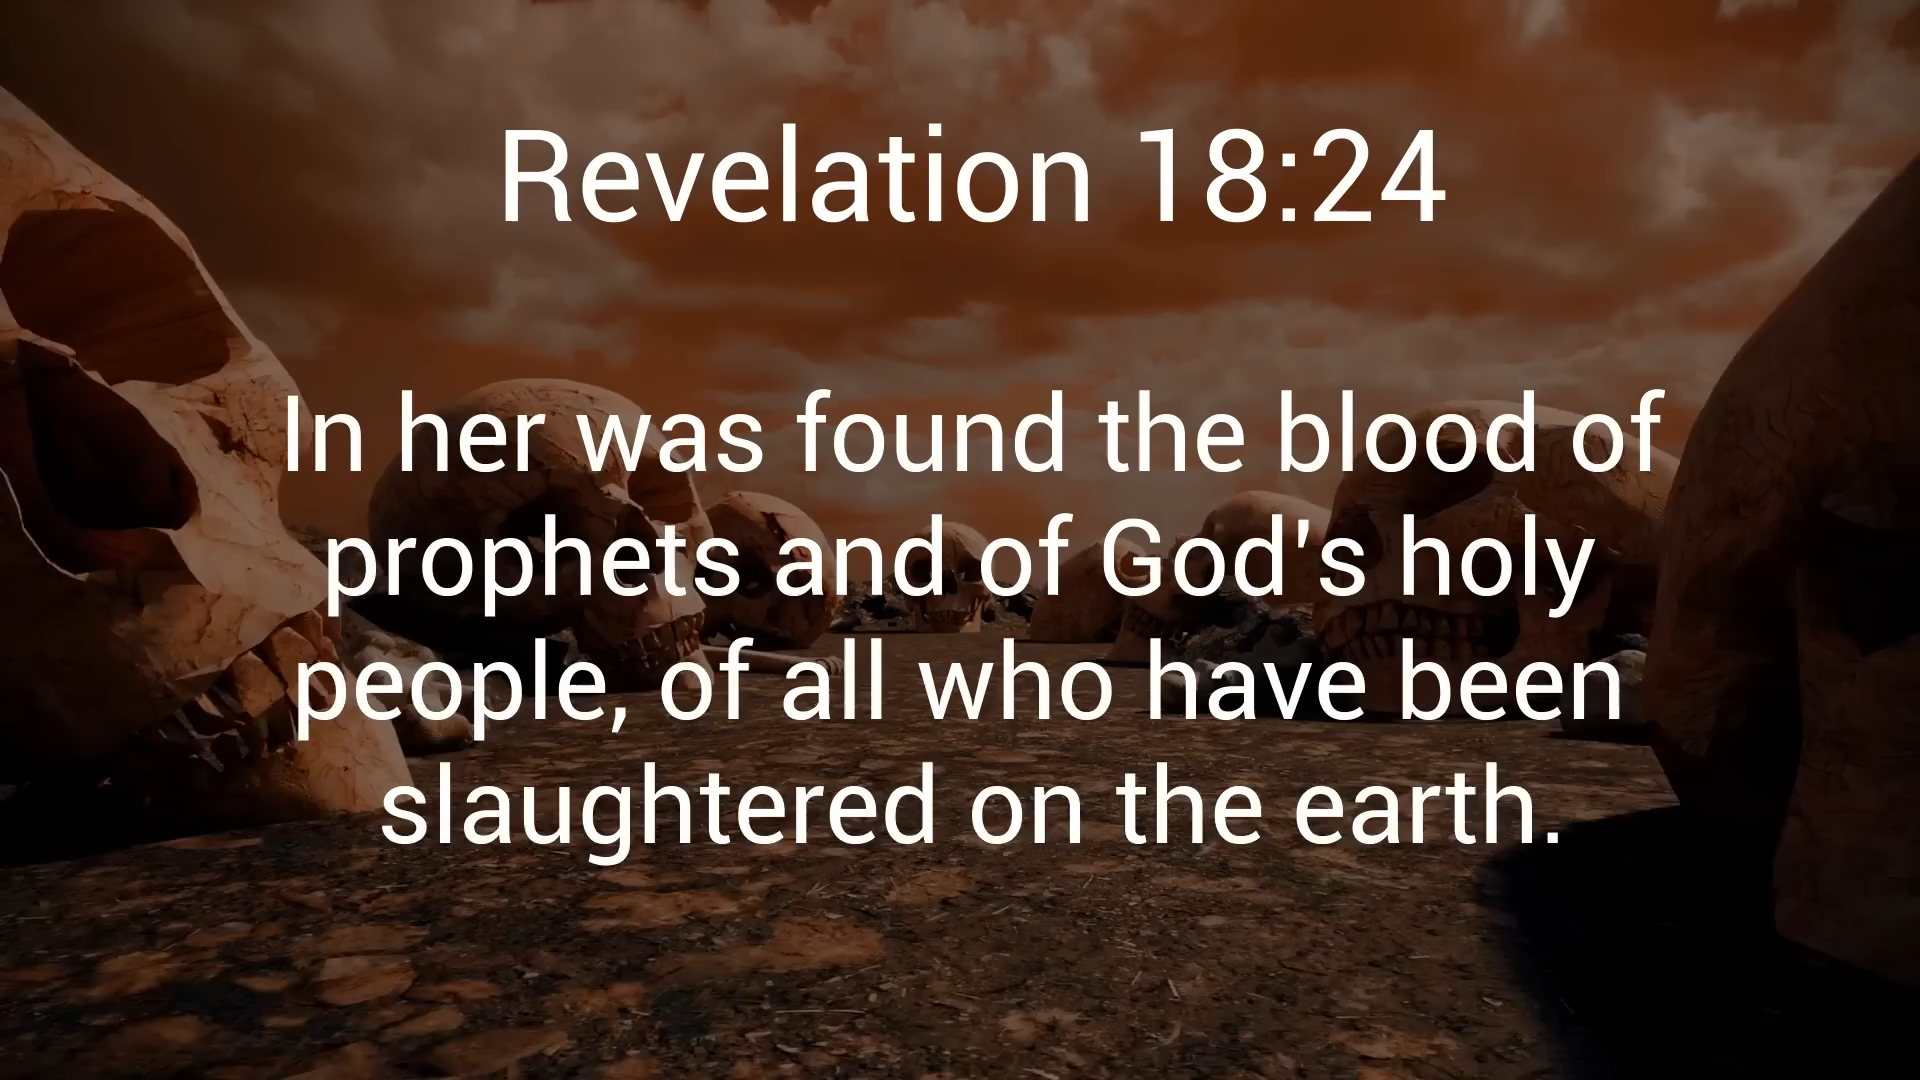 Revelation 18:24
In her was found the blood of
prophets and of God's holy
people, of all who have been
slaughtered on the earth.